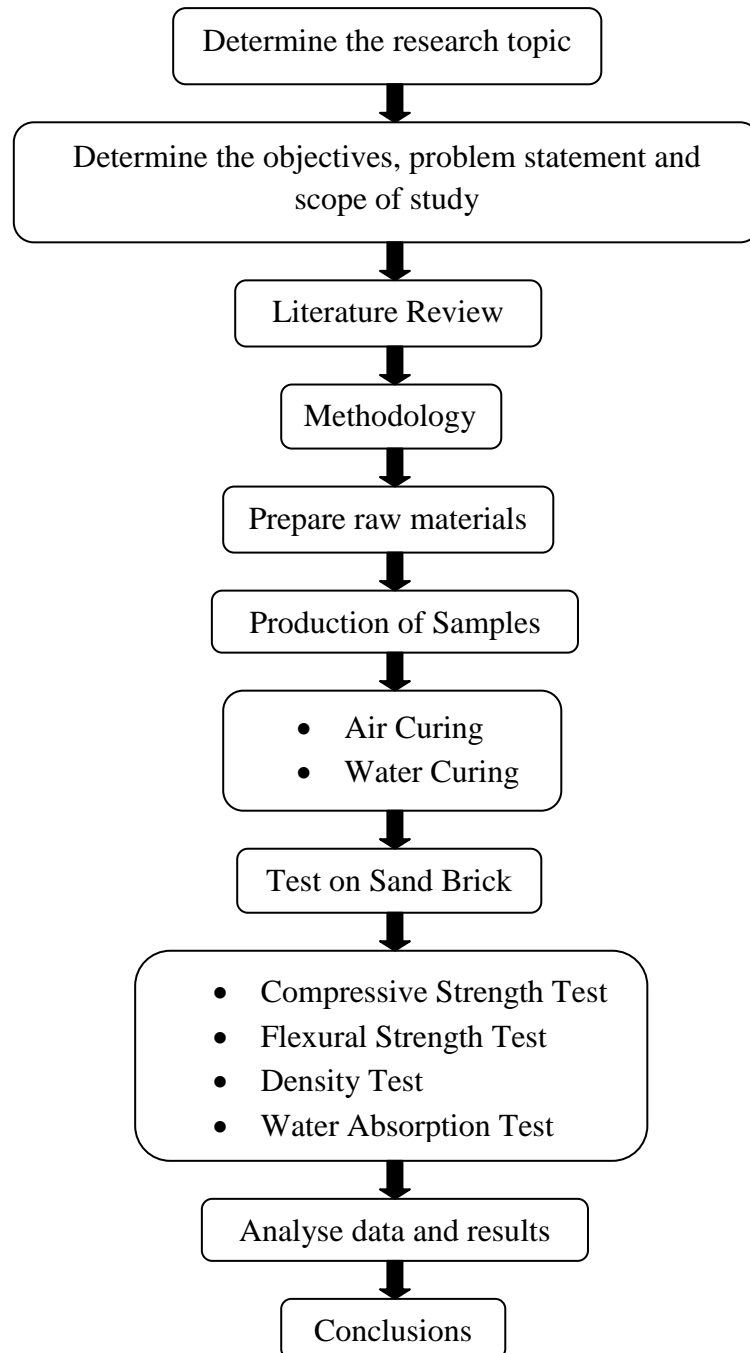 Determine the research topic
Determine the objectives, problem statement and
scope of study
Literature Review
Methodology
Prepare raw materials
Production of Samples
• Air Curing
• Water Curing
Test on Sand Brick
• Compressive Strength Test
• Flexural Strength Test
• Density Test
• Water Absorption Test
Analyse data and results
Conclusions